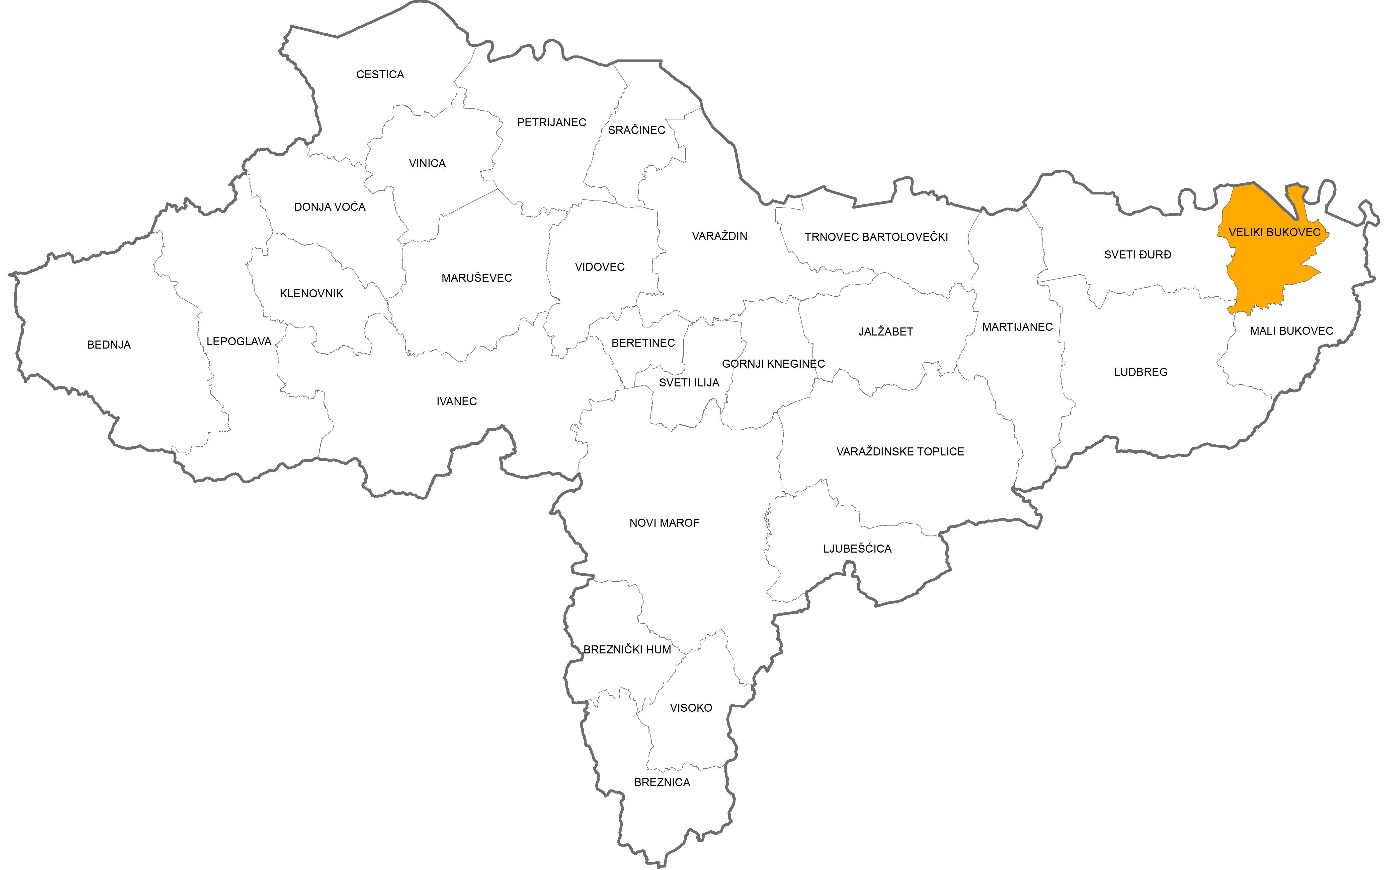 CESTICA
PETRIJANEC
SRAČINEC
VINICA
DONJA VOĆA
VARAŽDIN
TRNOVEC BARTOLOVEČKI
VELIKI BUKOVEC
SVETI ĐURĐ
VIDOVEC
MARUŠEVEC
KLENOVNIK
MARTIJANEC
MALI BUKOVEC
JALŽABET
BEDNJA
LEPOGLAVA
BERETINEC
GORNJI KNEGINEC
LUDBREG
SVETI ILIJA
IVANEC
VARAŽDINSKE TOPLICE
NOVI MAROF
LJUBEŠĆICA
BREZNIČKI HUM
VISOKO
BREZNICA